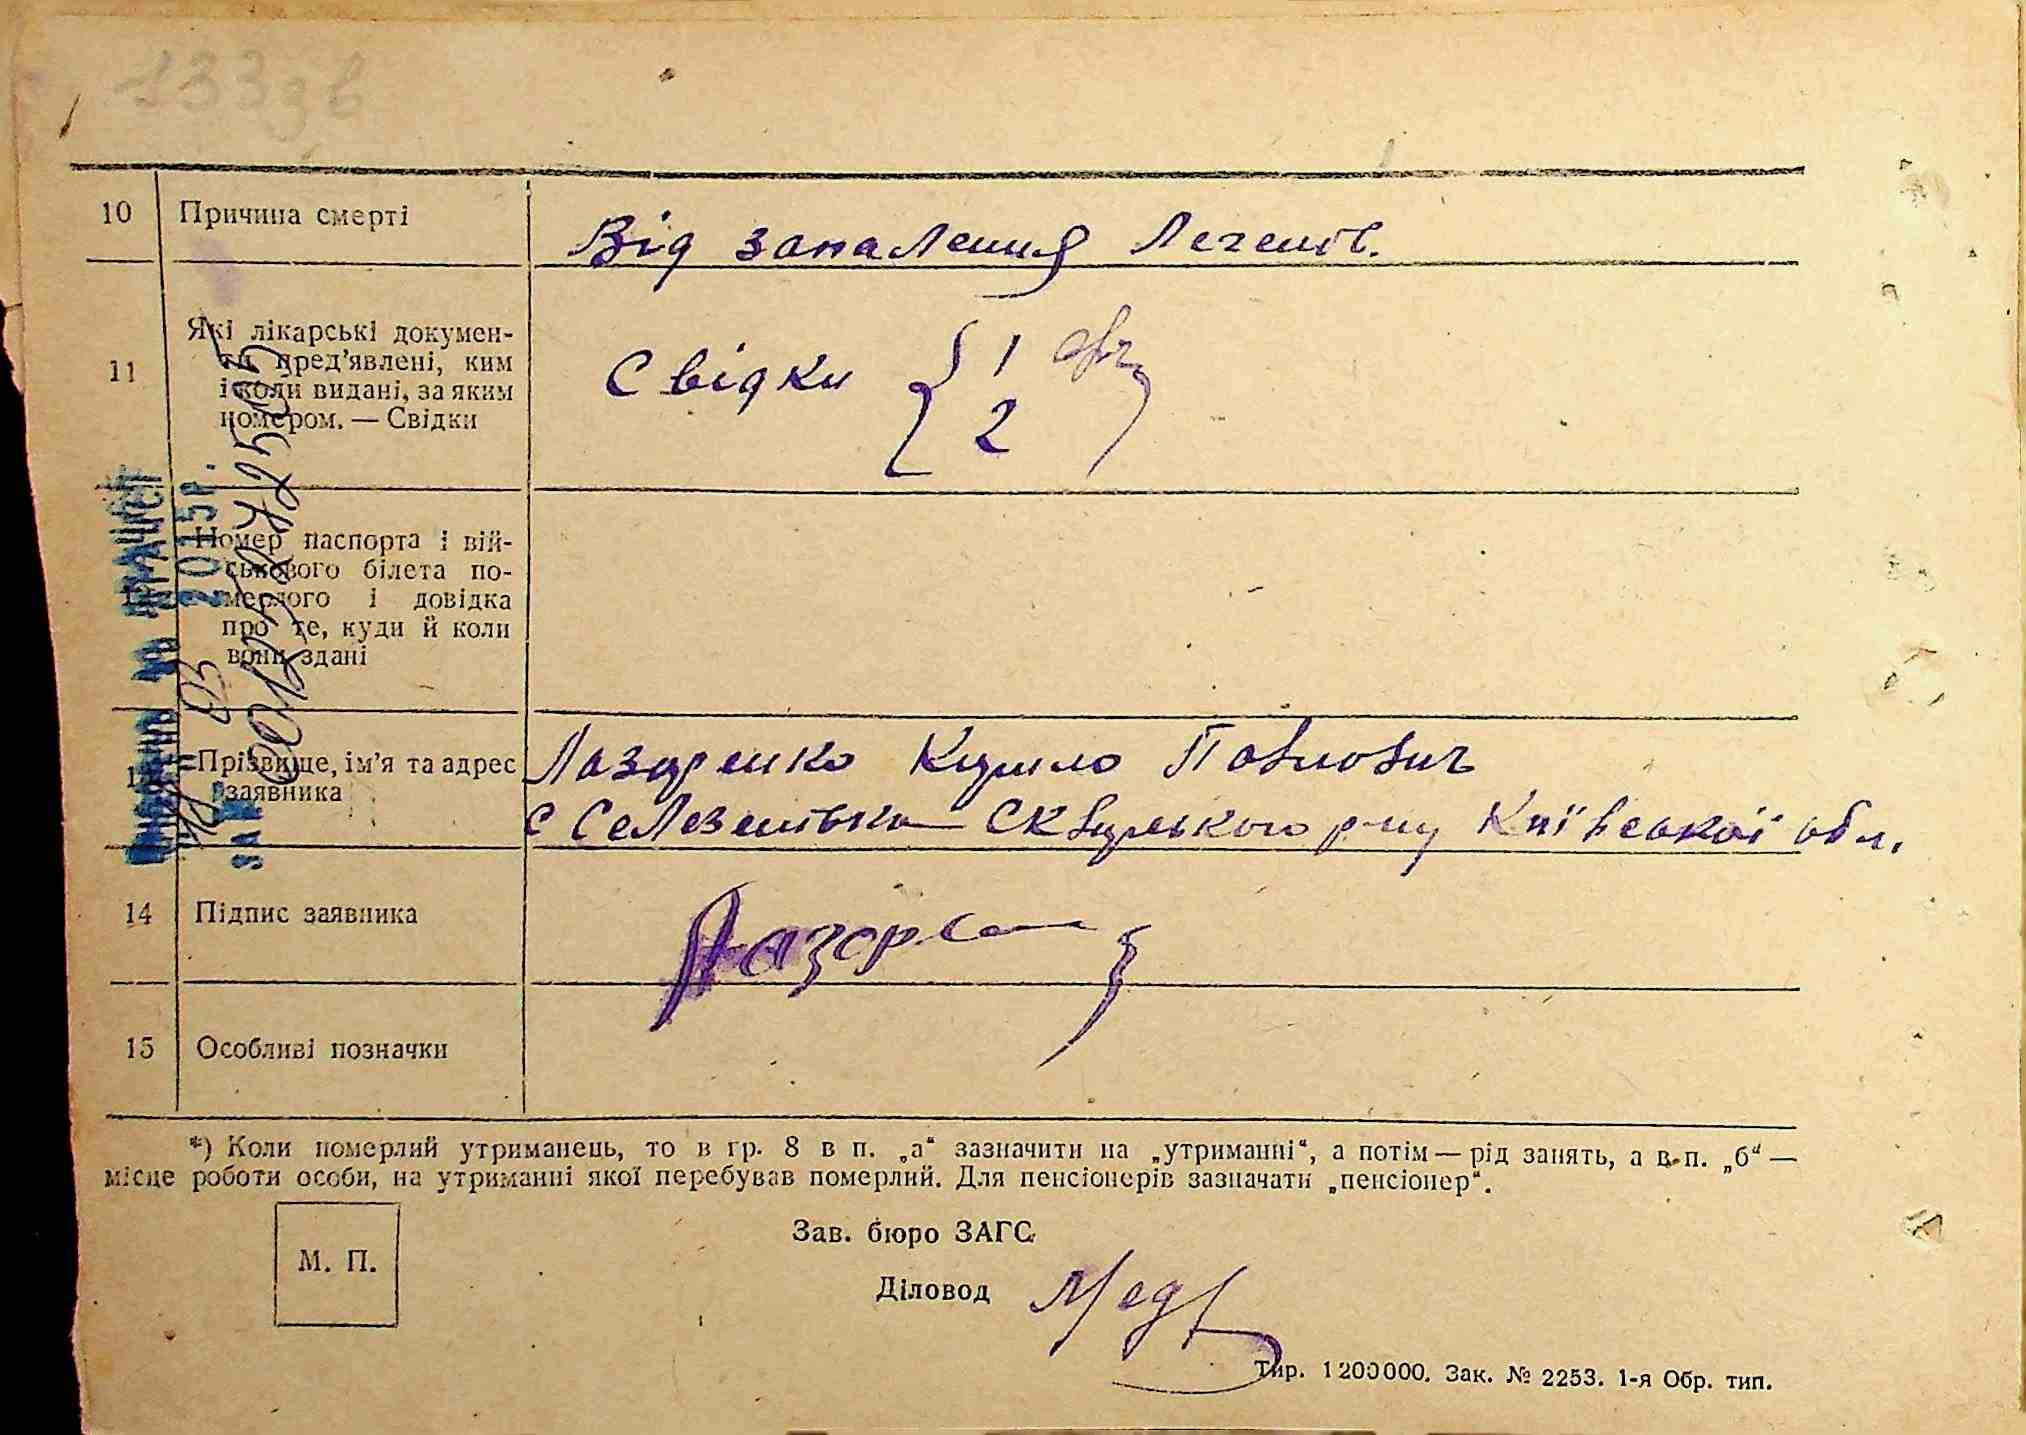 133зв
10 Причина смерті Від запалення Легенів.
11 Які лікарські докумен-
ти пред'явлені, ким
і коли видані, за яким
номером. — Свідки
Свідки { 1
2
Номер паспорта і вій-
ськового білета по-
мерлого і довідка
про те, куди й коли
вони здані
Прізвище, ім'я та адрес
заявника
Лазаренко Кирило Павлович
с Селезенівка Сквирського р-ну Київської обл.
14 Підпис заявника
15 Особливі позначки
*) Коли померлий утриманець, то в гр. 8 в п. „а" зазначити на „утриманні", а потім — рід занять, а в п. „б" —
місце роботи особи, на утриманні якої перебував померлий. Для пенсіонерів зазначати „пенсіонер".
М. П.
Зав. бюро ЗАГС
Діловод
Тир. 1200000. Зак. № 2253. 1-я Обр. тип.
2015р.